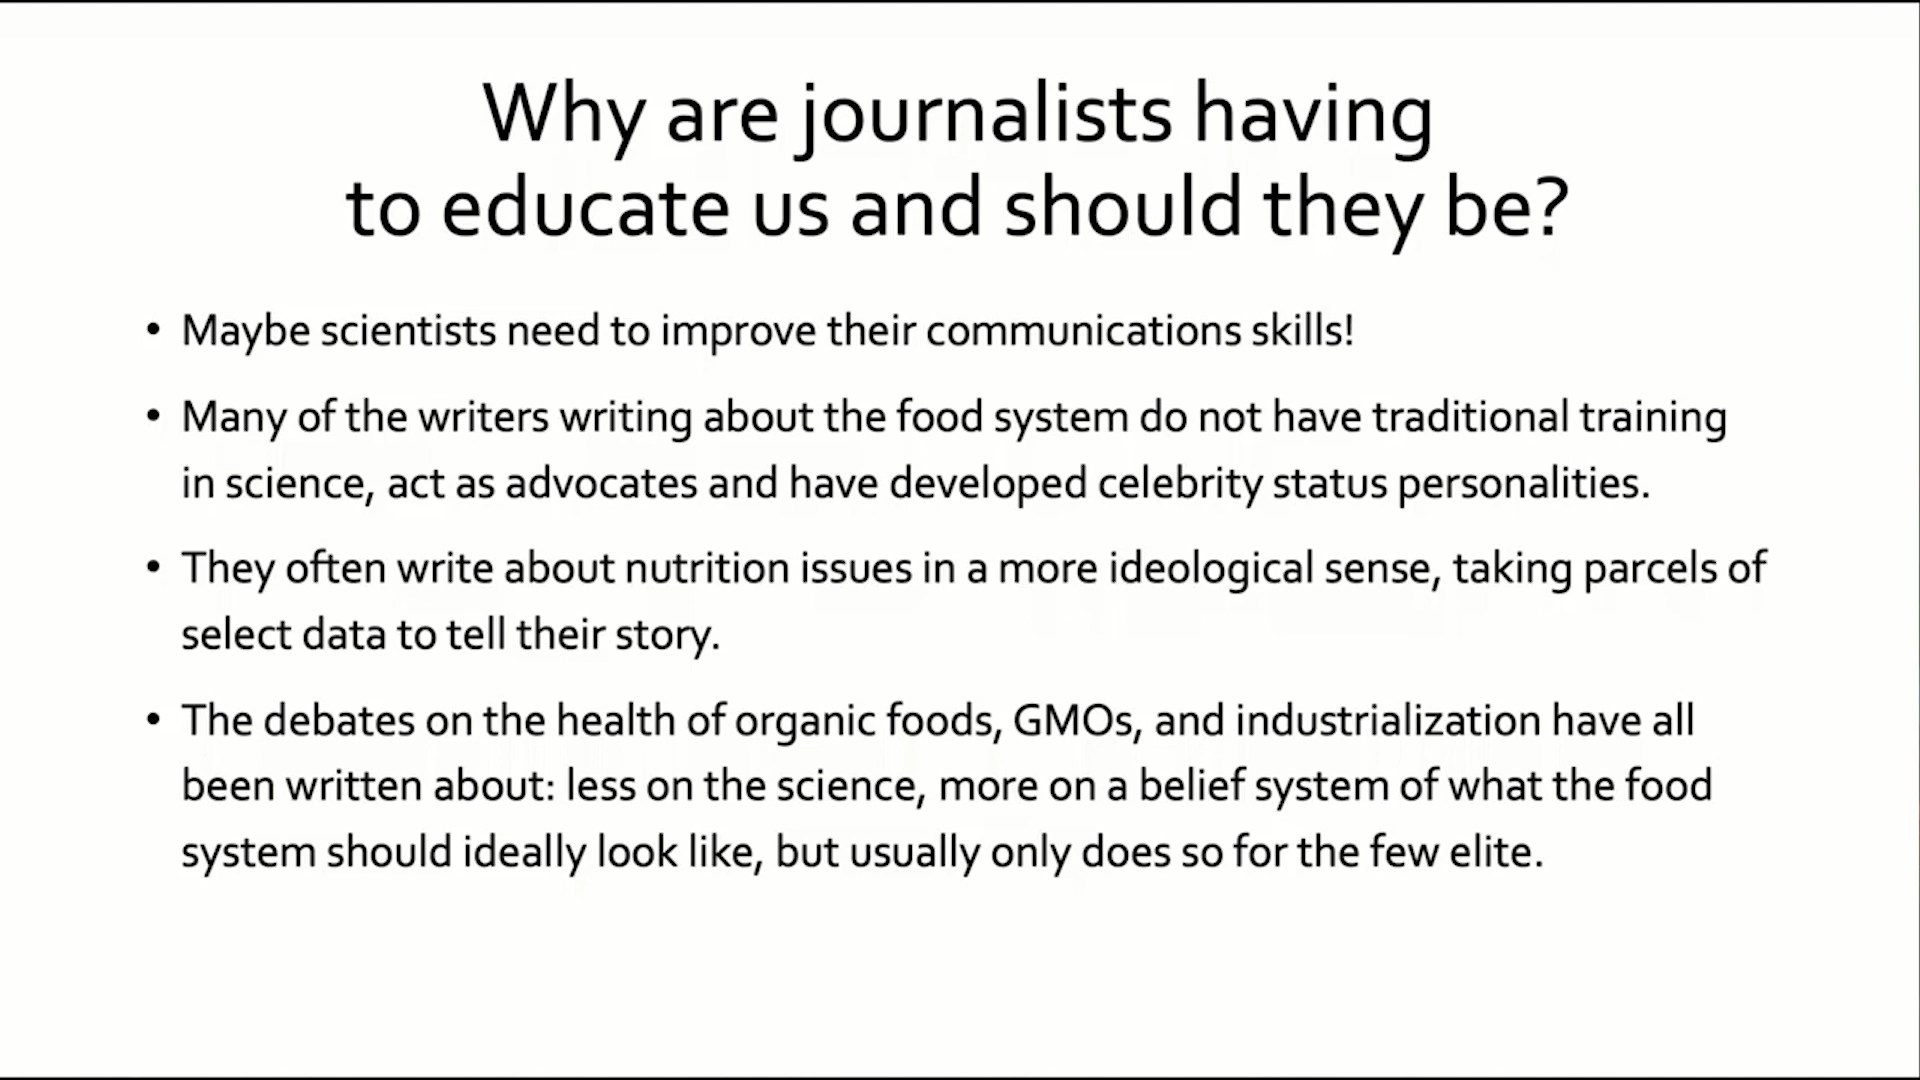 Why are journalists having
to educate us and should they be?
• Maybe scientists need to improve their communications skills!
• Many of the writers writing about the food system do not have traditional training
in science, act as advocates and have developed celebrity status personalities.
• They often write about nutrition issues in a more ideological sense, taking parcels of
select data to tell their story.
• The debates on the health of organic foods, GMOs, and industrialization have all
been written about: less on the science, more on a belief system of what the food
system should ideally look like, but usually only does so for the few elite.